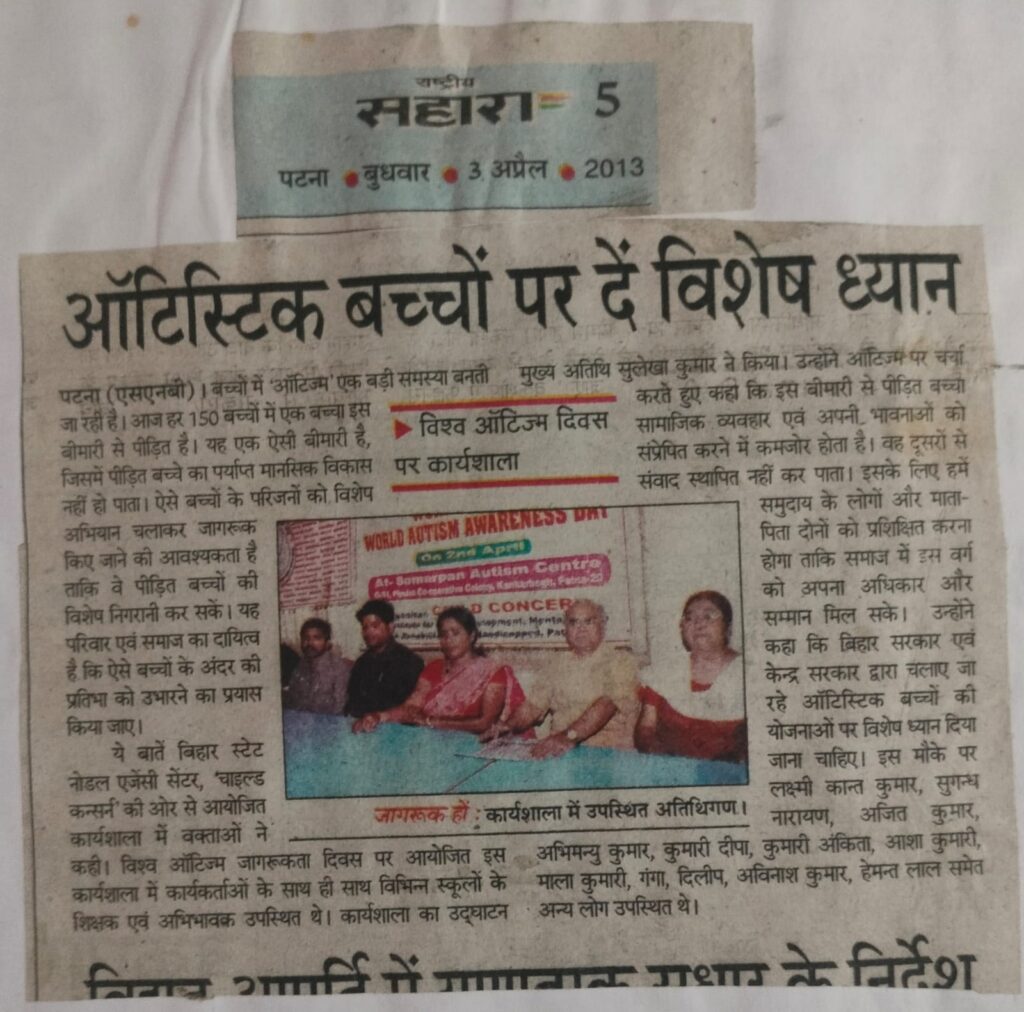 राष्ट्रीय
सहारा 5
पटना • बुधवार • 3 अप्रैल • 2013
ऑटिस्टिक बच्चों पर दें विशेष ध्यान
पटना (एसएनबी)। बच्चों में 'ऑटिज्म' एक बड़ी समस्या बनती
जा रही है। आज हर 150 बच्चों में एक बच्चा इस
बीमारी से पीड़ित है। यह एक ऐसी बीमारी है,
जिसमें पीड़ित बच्चे का पर्याप्त मानसिक विकास
नहीं हो पाता। ऐसे बच्चों के परिजनों को विशेष
अभियान चलाकर जागरूक
किए जाने की आवश्यकता है
ताकि वे पीड़ित बच्चों की
विशेष निगरानी कर सकें। यह
परिवार एवं समाज का दायित्व
है कि ऐसे बच्चों के अंदर की
प्रतिभा को उभारने का प्रयास
किया जाए।
ये बातें बिहार स्टेट
नोडल एजेंसी सेंटर, 'चाइल्ड
कन्सर्न' की ओर से आयोजित
कार्यशाला में वक्ताओं ने
कही। विश्व ऑटिज्म जागरूकता दिवस पर आयोजित इस
कार्यशाला में कार्यकर्ताओं के साथ ही साथ विभिन्न स्कूलों के
शिक्षक एवं अभिभावक उपस्थित थे। कार्यशाला का उद्घाटन
विश्व ऑटिज्म दिवस
पर कार्यशाला
WORLD AUTISM AWARENESS DAY
On 2nd April
At- Samarpan Autism Centre
CONCER
जागरूक हों : कार्यशाला में उपस्थित अतिथिगण।
मुख्य अतिथि सुलेखा कुमार ने किया। उन्होंने ऑटिज्म पर चर्चा
करते हुए कहा कि इस बीमारी से पीड़ित बच्चा
सामाजिक व्यवहार एवं अपनी भावनाओं को
संप्रेषित करने में कमजोर होता है। वह दूसरों से
संवाद स्थापित नहीं कर पाता। इसके लिए हमें
समुदाय के लोगों और माता-
पिता दोनों को प्रशिक्षित करना
होगा ताकि समाज में इस वर्ग
को अपना अधिकार और
सम्मान मिल सके। उन्होंने
कहा कि बिहार सरकार एवं
केन्द्र सरकार द्वारा चलाए जा
रहे ऑटिस्टिक बच्चों की
योजनाओं पर विशेष ध्यान दिया
जाना चाहिए। इस मौके पर
लक्ष्मी कान्त कुमार, सुगन्ध
नारायण, अजित कुमार,
अभिमन्यु कुमार, कुमारी दीपा, कुमारी अंकिता, आशा कुमारी,
माला कुमारी, गंगा, दिलीप, अविनाश कुमार, हेमन्त लाल समेत
अन्य लोग उपस्थित थे।
में के निर्देश